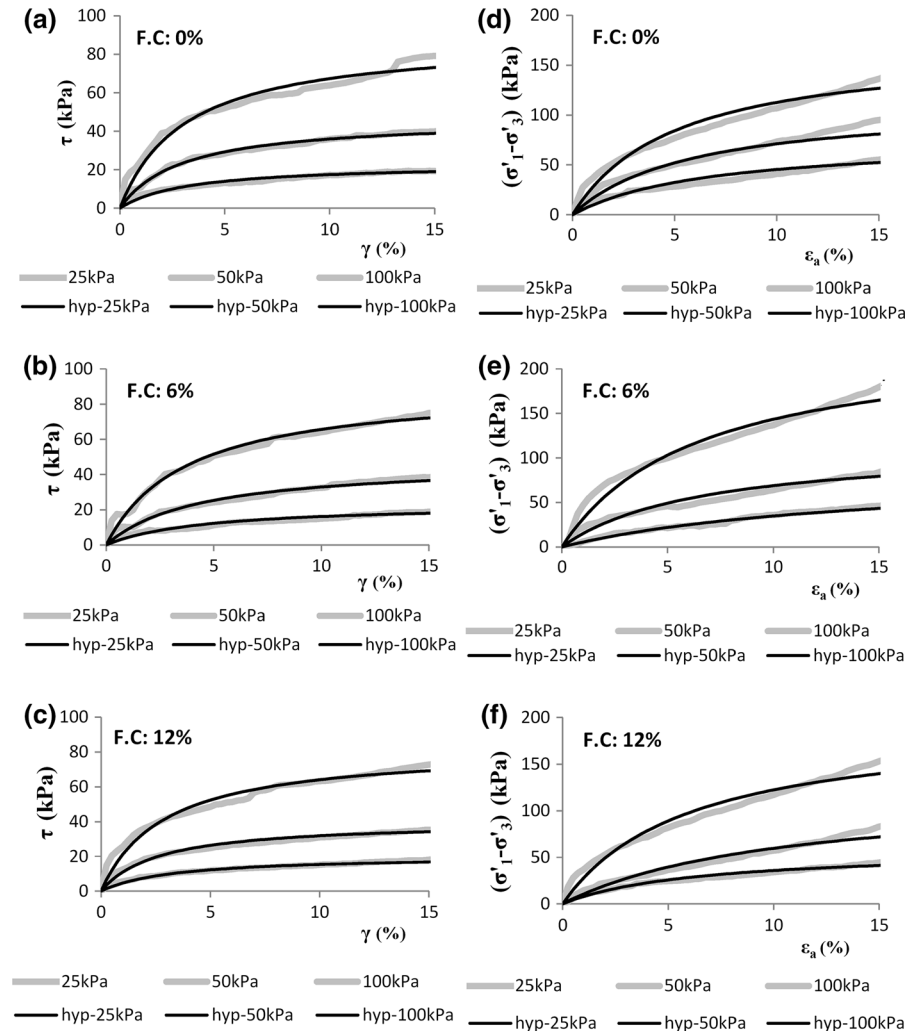 (a)
F.C: 0%
τ (kPa)
100
80
60
40
20
0
0 5 10 15
γ (%)
25kPa 50kPa 100kPa
hyp-25kPa hyp-50kPa hyp-100kPa
(d)
F.C: 0%
(σ'1-σ'3) (kPa)
200
150
100
50
0
0 5 10 15
εa (%)
25kPa 50kPa 100kPa
hyp-25kPa hyp-50kPa hyp-100kPa
(b)
F.C: 6%
τ (kPa)
100
80
60
40
20
0
0 5 10 15
γ (%)
25kPa 50kPa 100kPa
hyp-25kPa hyp-50kPa hyp-100kPa
(e)
F.C: 6%
(σ'1-σ'3) (kPa)
200
150
100
50
0
0 5 10 15
εa (%)
25kPa 50kPa 100kPa
hyp-25kPa hyp-50kPa hyp-100kPa
(c)
F.C: 12%
τ (kPa)
100
80
60
40
20
0
0 5 10 15
γ (%)
25kPa 50kPa 100kPa
hyp-25kPa hyp-50kPa hyp-100kPa
(f)
F.C: 12%
(σ'1-σ'3) (kPa)
200
150
100
50
0
0 5 10 15
εa (%)
25kPa 50kPa 100kPa
hyp-25kPa hyp-50kPa hyp-100kPa